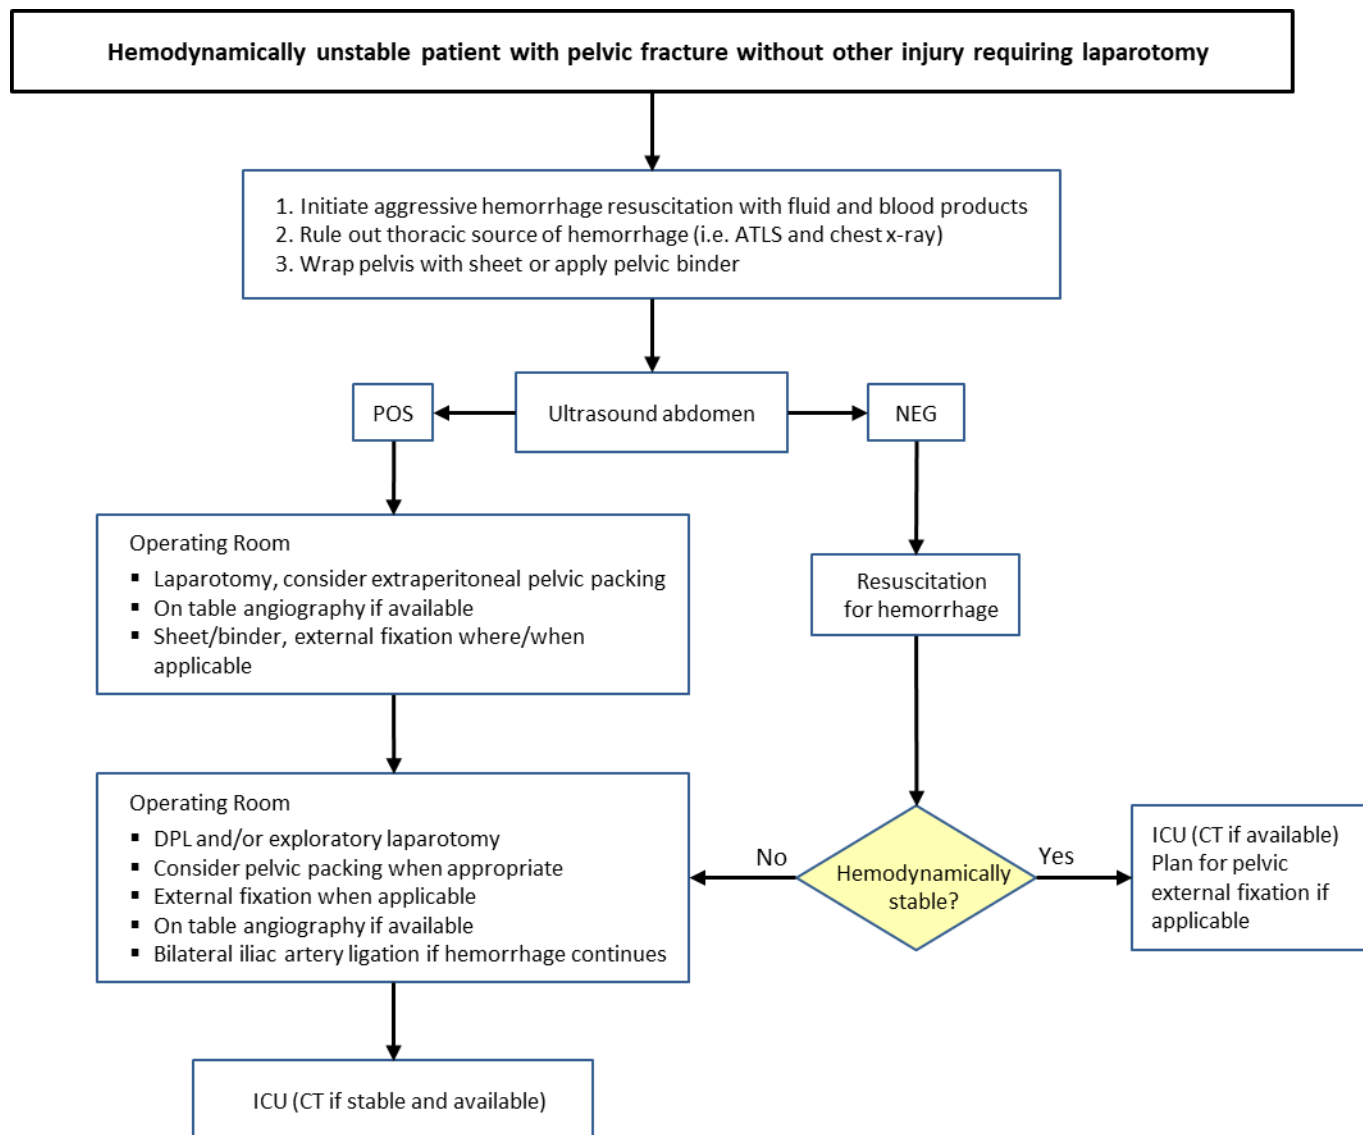 Hemodynamically unstable patient with pelvic fracture without other injury requiring laparotomy
1. Initiate aggressive hemorrhage resuscitation with fluid and blood products
2. Rule out thoracic source of hemorrhage (i.e. ATLS and chest x-ray)
3. Wrap pelvis with sheet or apply pelvic binder
POS
Ultrasound abdomen
NEG
Operating Room
▪ Laparotomy, consider extraperitoneal pelvic packing
▪ On table angiography if available
▪ Sheet/binder, external fixation where/when
applicable
Resuscitation
for hemorrhage
Operating Room
▪ DPL and/or exploratory laparotomy
▪ Consider pelvic packing when appropriate
▪ External fixation when applicable
▪ On table angiography if available
▪ Bilateral iliac artery ligation if hemorrhage continues
No
Hemodynamically
stable?
Yes
ICU (CT if available)
Plan for pelvic
external fixation if
applicable
ICU (CT if stable and available)